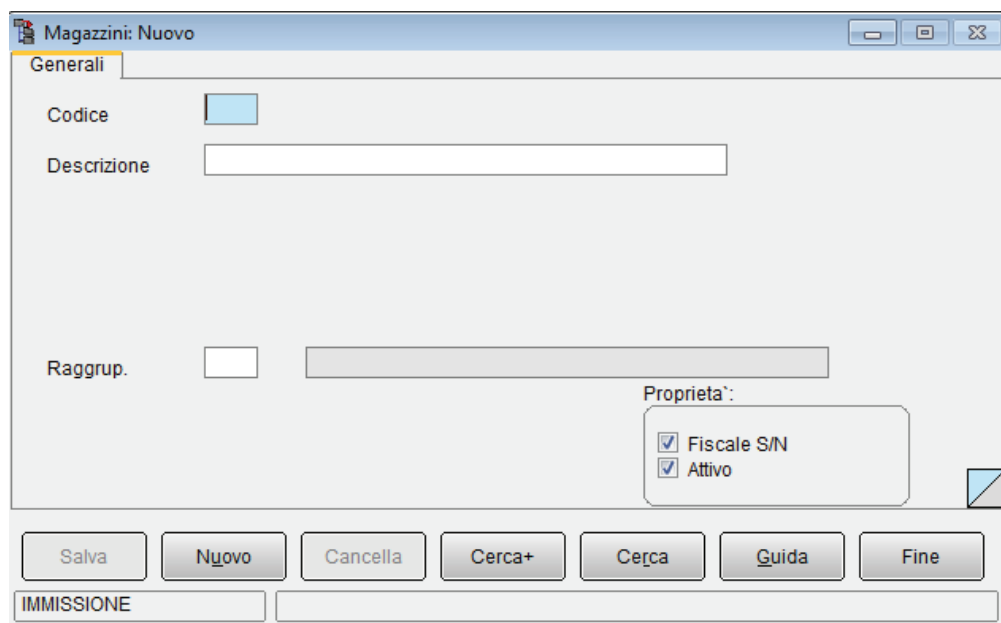 Magazzini: Nuovo
Generali
Codice
Descrizione
Raggrup.
Proprieta`:
Fiscale S/N
Attivo
Salva Nuovo Cancella Cerca+ Cerca Guida Fine
IMMISSIONE